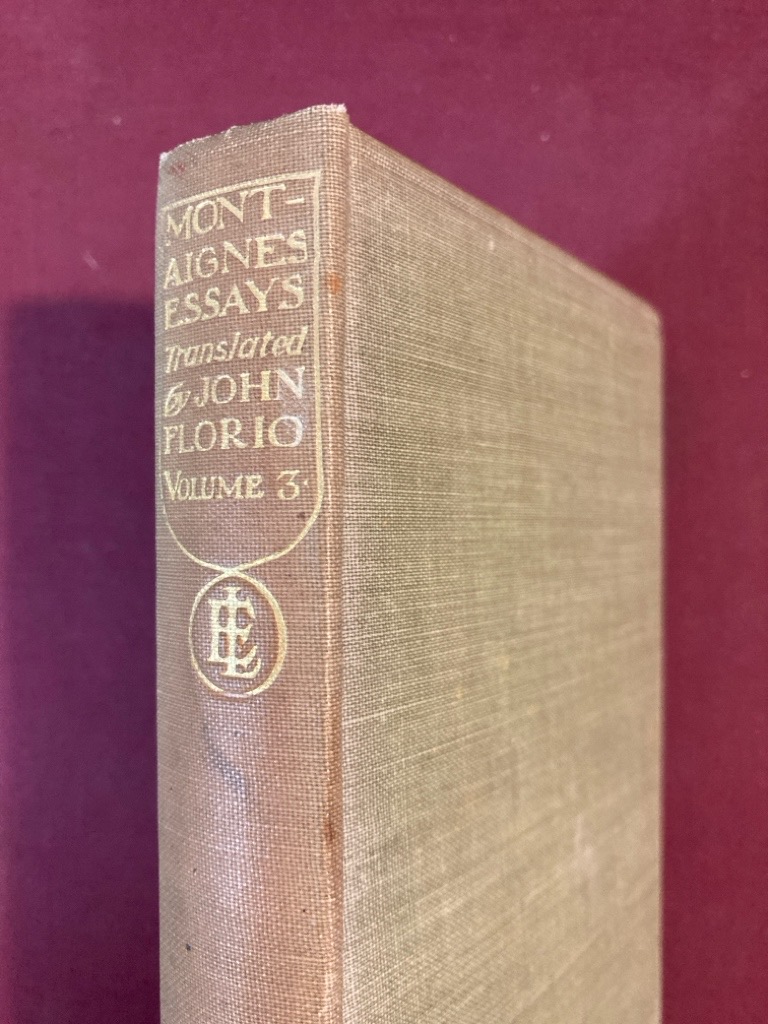 MONT-
AIGNES
ESSAYS
Translated
by JOHN
FLORIO
VOLUME 3.
EL